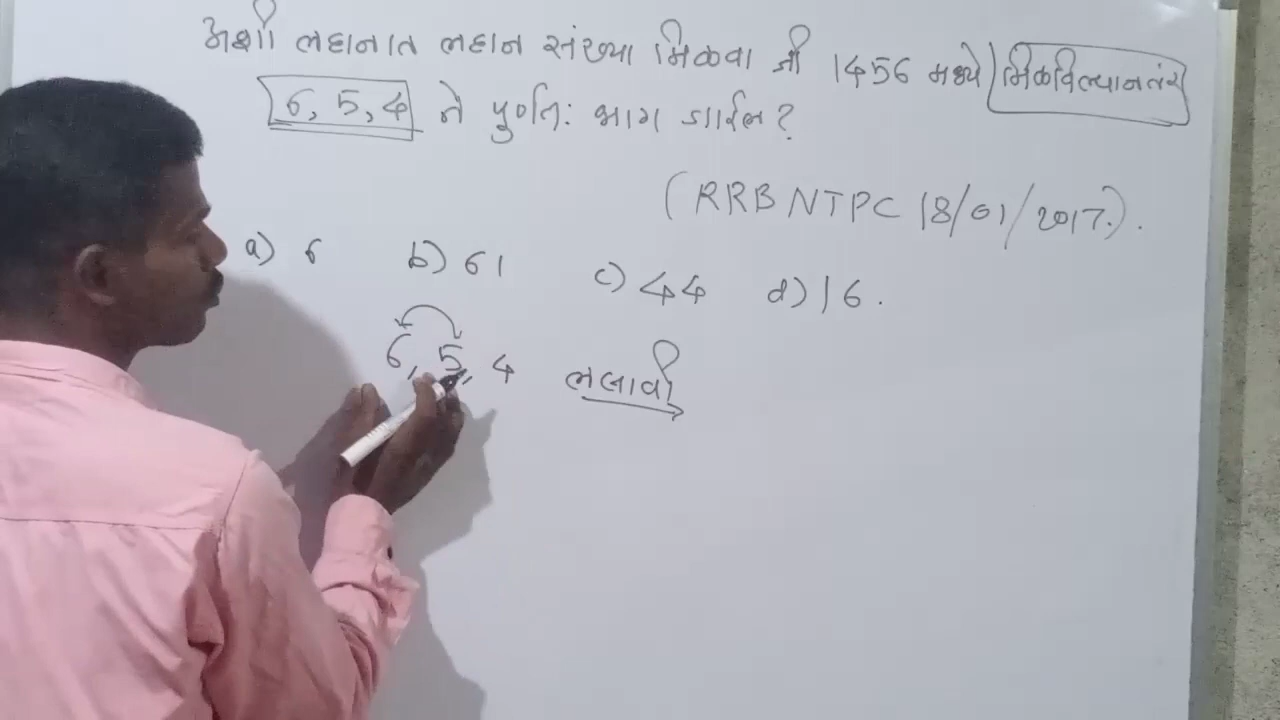 अशी लहानात लहान संख्या मिळवा जी 1456 मध्ये मिळविल्यानंतर
6, 5, 4 ने पुर्णतः भाग जाईल?
(RRB NTPC 18/01/2017.)
a) 6 b) 61 c) 44 d) 16.
6, 5, 4 लसावी